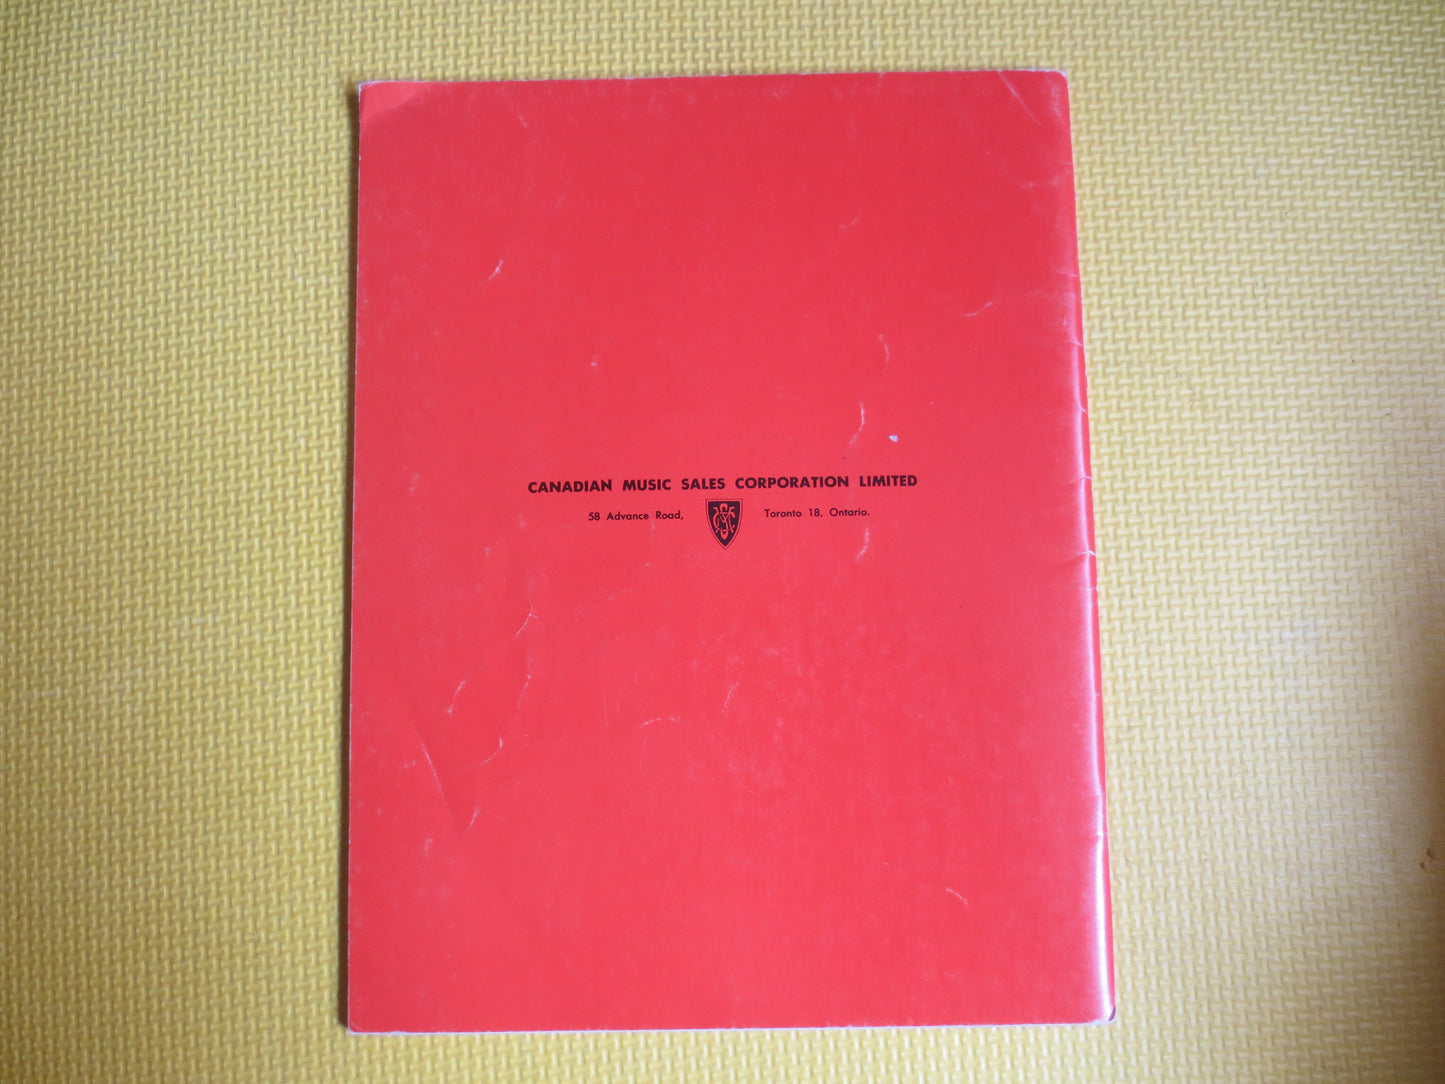 CANADIAN MUSIC SALES CORPORATION LIMITED
58 Advance Road, Toronto 18, Ontario.